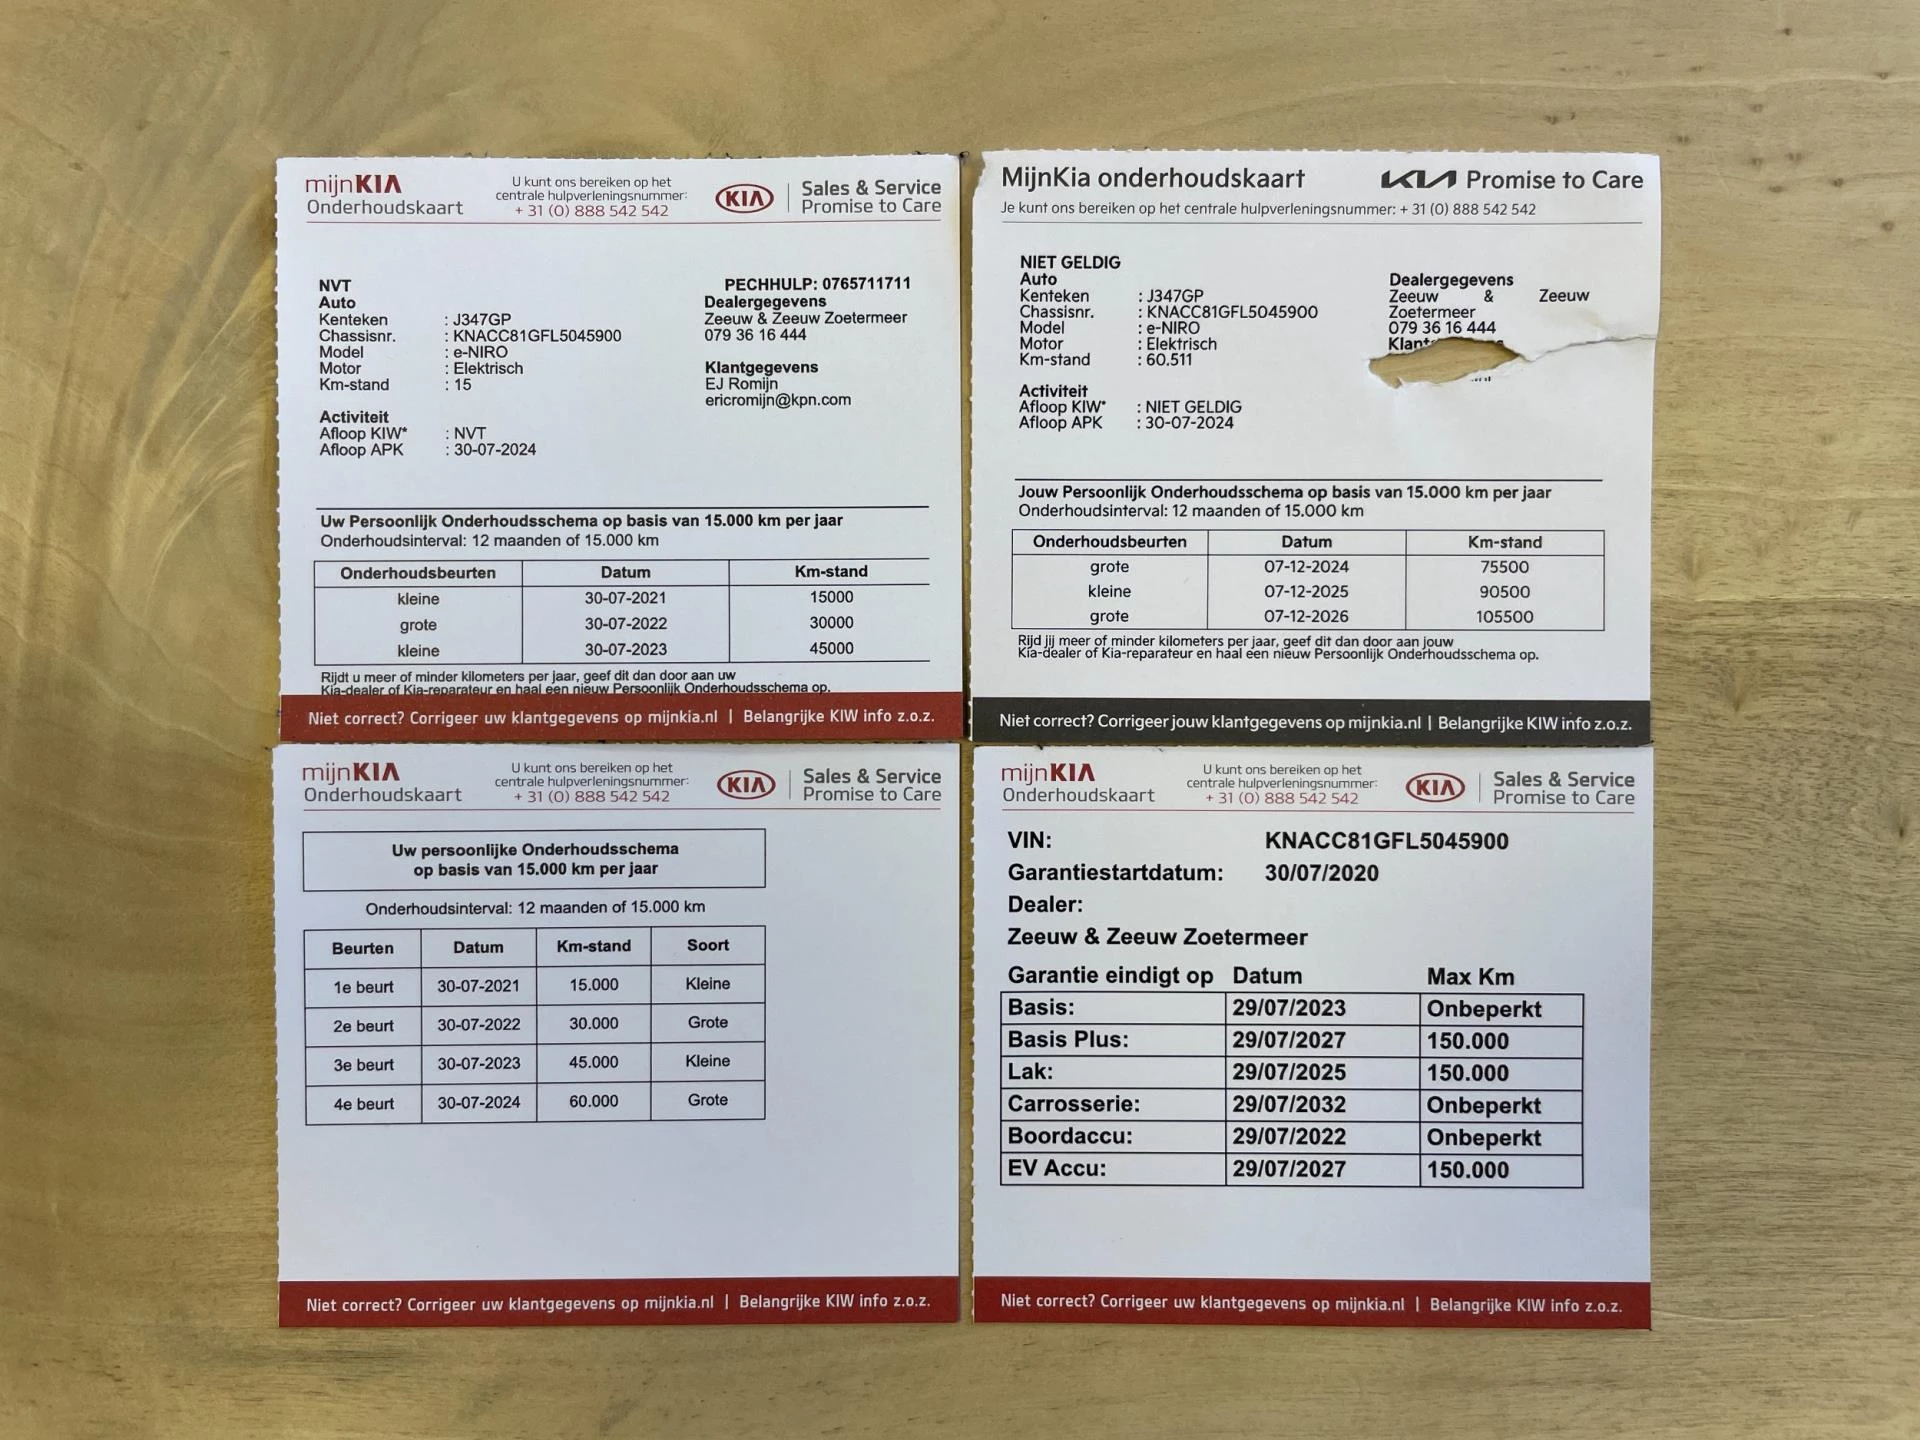 mijnKIA
Onderhoudskaart
U kunt ons bereiken op het
centrale hulpverleningsnummer:
+ 31 (0) 888 542 542
KIA
Sales & Service
Promise to Care
NVT
Auto
Kenteken : J347GP
Chassisnr. : KNACC81GFL5045900
Model : e-NIRO
Motor : Elektrisch
Km-stand : 15
Activiteit
Afloop KIW* : NVT
Afloop APK : 30-07-2024
PECHHULP: 0765711711
Dealergegevens
Zeeuw & Zeeuw Zoetermeer
079 36 16 444
Klantgegevens
EJ Romijn
ericromijn@kpn.com
Uw Persoonlijk Onderhoudsschema op basis van 15.000 km per jaar
Onderhoudsinterval: 12 maanden of 15.000 km
Onderhoudsbeurten Datum Km-stand
kleine 30-07-2021 15000
grote 30-07-2022 30000
kleine 30-07-2023 45000
Rijdt u meer of minder kilometers per jaar, geef dit dan door aan uw
Kia-dealer of Kia-reparateur en haal een nieuw Persoonlijk Onderhoudsschema op.
Niet correct? Corrigeer uw klantgegevens op mijnkia.nl | Belangrijke KIW info z.o.z.
MijnKia onderhoudskaart
KIA Promise to Care
Je kunt ons bereiken op het centrale hulpverleningsnummer: + 31 (0) 888 542 542
NIET GELDIG
Auto
Kenteken : J347GP
Chassisnr. : KNACC81GFL5045900
Model : e-NIRO
Motor : Elektrisch
Km-stand : 60.511
Activiteit
Afloop KIW* : NIET GELDIG
Afloop APK : 30-07-2024
Dealergegevens
Zeeuw & Zeeuw
Zoetermeer
079 36 16 444
Jouw Persoonlijk Onderhoudsschema op basis van 15.000 km per jaar
Onderhoudsinterval: 12 maanden of 15.000 km
Onderhoudsbeurten Datum Km-stand
grote 07-12-2024 75500
kleine 07-12-2025 90500
grote 07-12-2026 105500
Rijd jij meer of minder kilometers per jaar, geef dit dan door aan jouw
Kia-dealer of Kia-reparateur en haal een nieuw Persoonlijk Onderhoudsschema op.
Niet correct? Corrigeer jouw klantgegevens op mijnkia.nl | Belangrijke KIW info z.o.z.
mijnKIA
Onderhoudskaart
U kunt ons bereiken op het
centrale hulpverleningsnummer:
+ 31 (0) 888 542 542
KIA
Sales & Service
Promise to Care
Uw persoonlijke Onderhoudsschema
op basis van 15.000 km per jaar
Onderhoudsinterval: 12 maanden of 15.000 km
Beurten Datum Km-stand Soort
1e beurt 30-07-2021 15.000 Kleine
2e beurt 30-07-2022 30.000 Grote
3e beurt 30-07-2023 45.000 Kleine
4e beurt 30-07-2024 60.000 Grote
Niet correct? Corrigeer uw klantgegevens op mijnkia.nl | Belangrijke KIW info z.o.z.
mijnKIA
Onderhoudskaart
U kunt ons bereiken op het
centrale hulpverleningsnummer:
+ 31 (0) 888 542 542
KIA
Sales & Service
Promise to Care
VIN: KNACC81GFL5045900
Garantiestartdatum: 30/07/2020
Dealer:
Zeeuw & Zeeuw Zoetermeer
Garantie eindigt op Datum Max Km
Basis: 29/07/2023 Onbeperkt
Basis Plus: 29/07/2027 150.000
Lak: 29/07/2025 150.000
Carrosserie: 29/07/2032 Onbeperkt
Boordaccu: 29/07/2022 Onbeperkt
EV Accu: 29/07/2027 150.000
Niet correct? Corrigeer uw klantgegevens op mijnkia.nl | Belangrijke KIW info z.o.z.